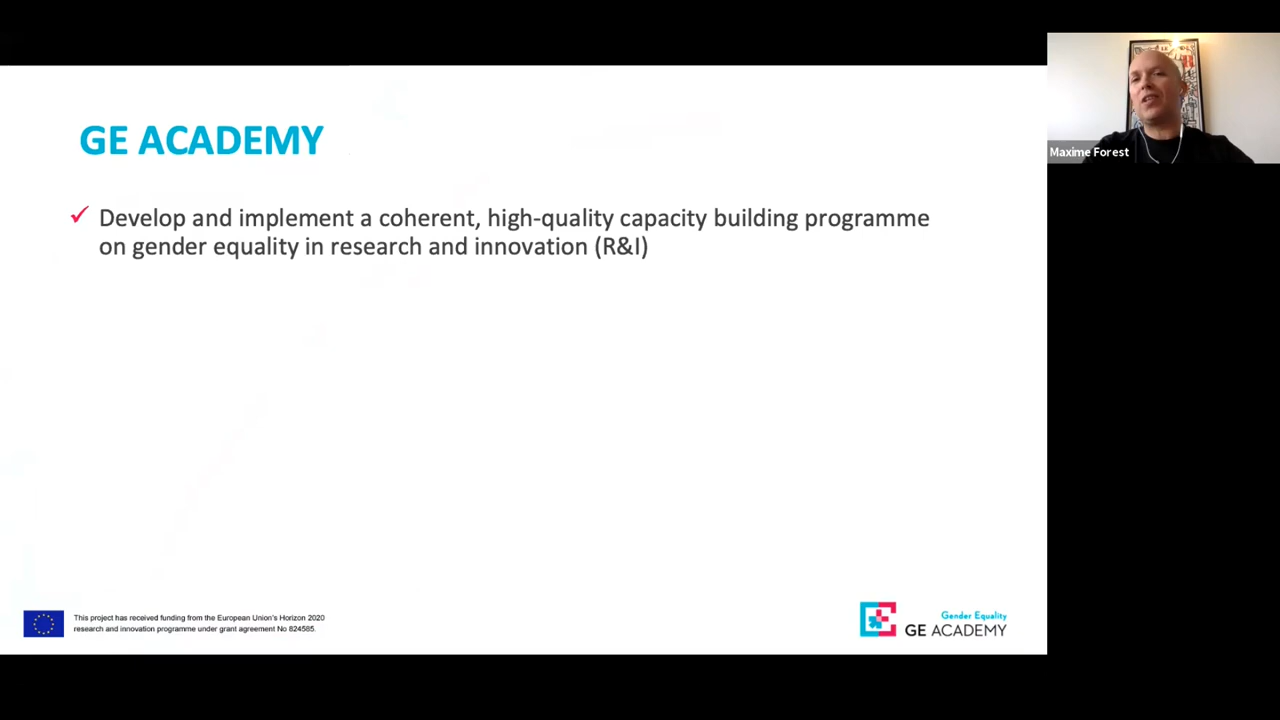 GE ACADEMY
Develop and implement a coherent, high-quality capacity building programme
on gender equality in research and innovation (R&I)
This project has received funding from the European Union's Horizon 2020
research and innovation programme under grant agreement No 824585.
Gender Equality
GE ACADEMY
Maxime Forest